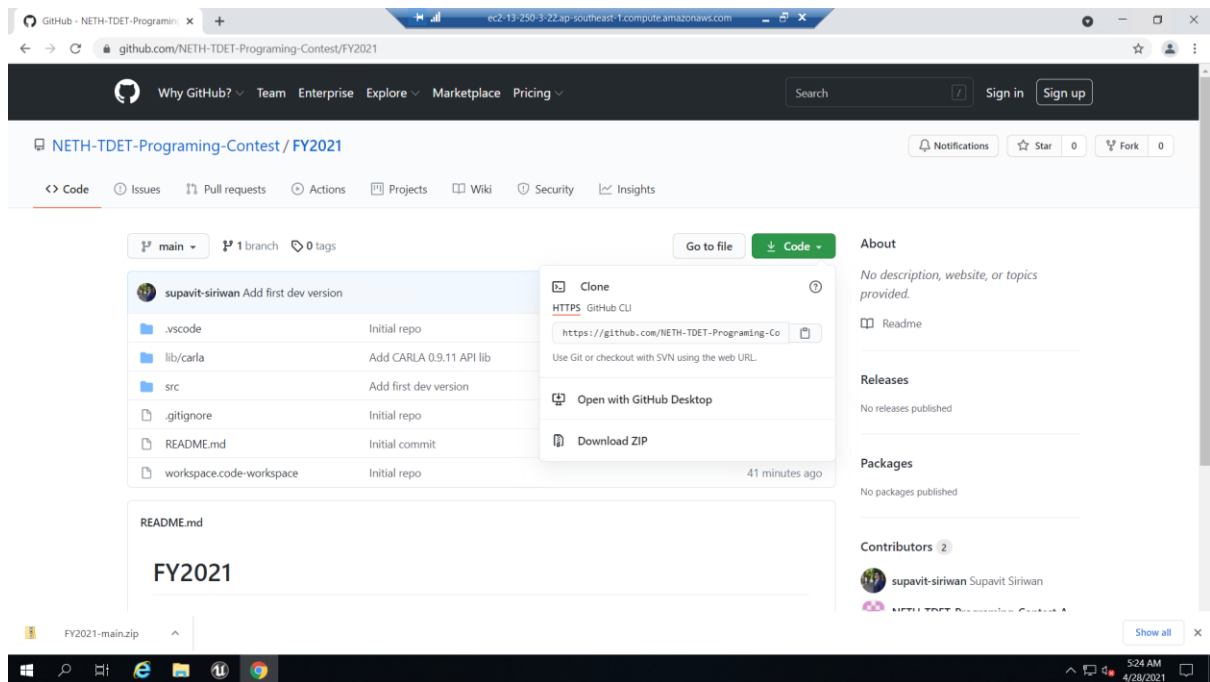 GitHub - NETH-TDET-Programing
ec2-13-250-3-22.ap-southeast-1.compute.amazonaws.com
github.com/NETH-TDET-Programing-Contest/FY2021
Why GitHub? Team Enterprise Explore Marketplace Pricing
Search /
Sign in Sign up
NETH-TDET-Programing-Contest / FY2021
Notifications Star 0 Fork 0
Code Issues Pull requests Actions Projects Wiki Security Insights
main 1 branch 0 tags
Go to file Code
supavit-siriwan Add first dev version
.vscode Initial repo
lib/carla Add CARLA 0.9.11 API lib
src Add first dev version
.gitignore Initial repo
README.md Initial commit
workspace.code-workspace Initial repo 41 minutes ago
Clone
HTTPS GitHub CLI
https://github.com/NETH-TDET-Programing-Co
Use Git or checkout with SVN using the web URL.
Open with GitHub Desktop
Download ZIP
README.md
FY2021
About
No description, website, or topics
provided.
Readme
Releases
No releases published
Packages
No packages published
Contributors 2
supavit-siriwan Supavit Siriwan
FY2021-main.zip
Show all
5:24 AM
4/28/2021